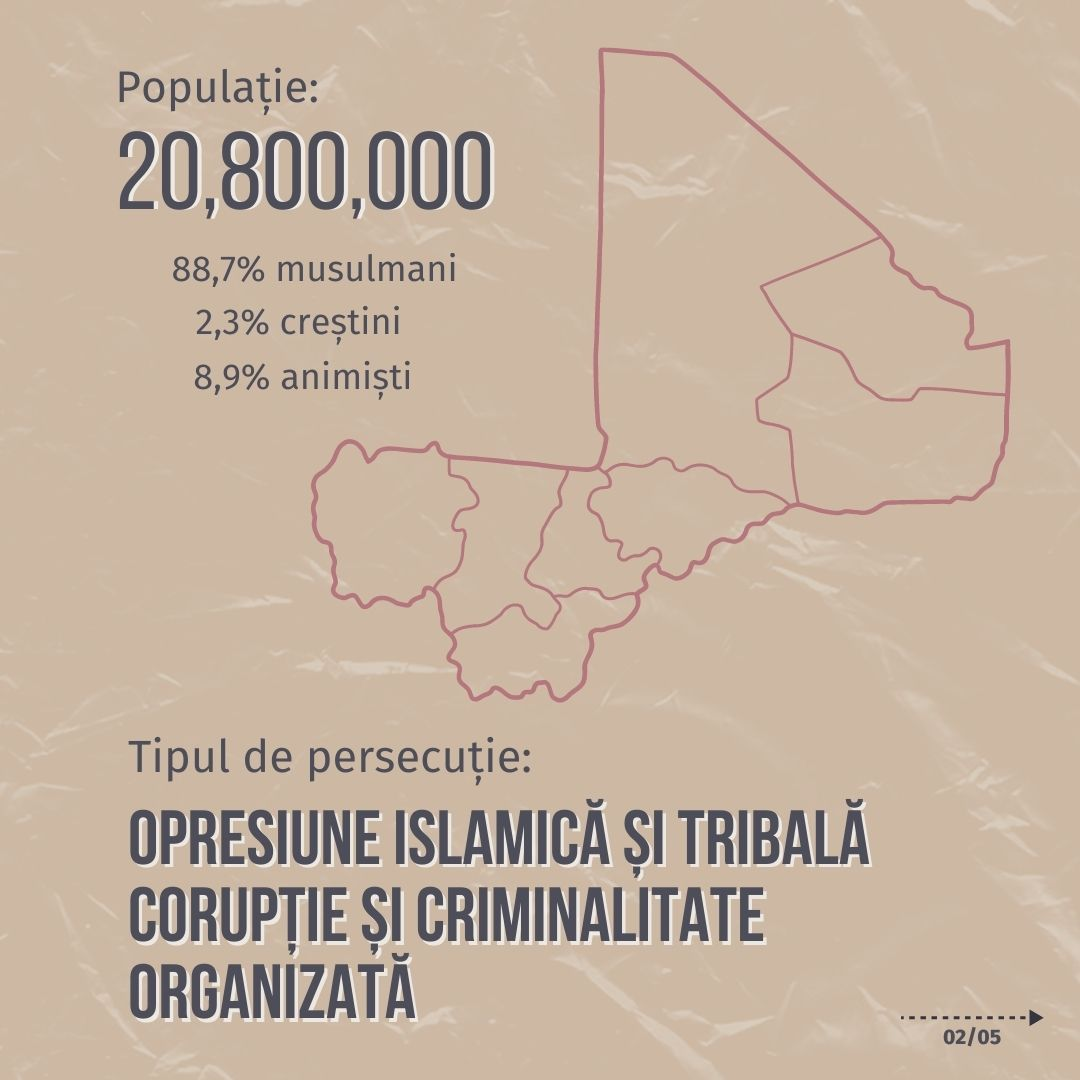 Populație:
20,800,000
88,7% musulmani
2,3% creștini
8,9% animiști
Tipul de persecuție:
OPRESIUNE ISLAMICĂ ȘI TRIBALĂ
CORUPȚIE ȘI CRIMINALITATE
ORGANIZATĂ
02/05